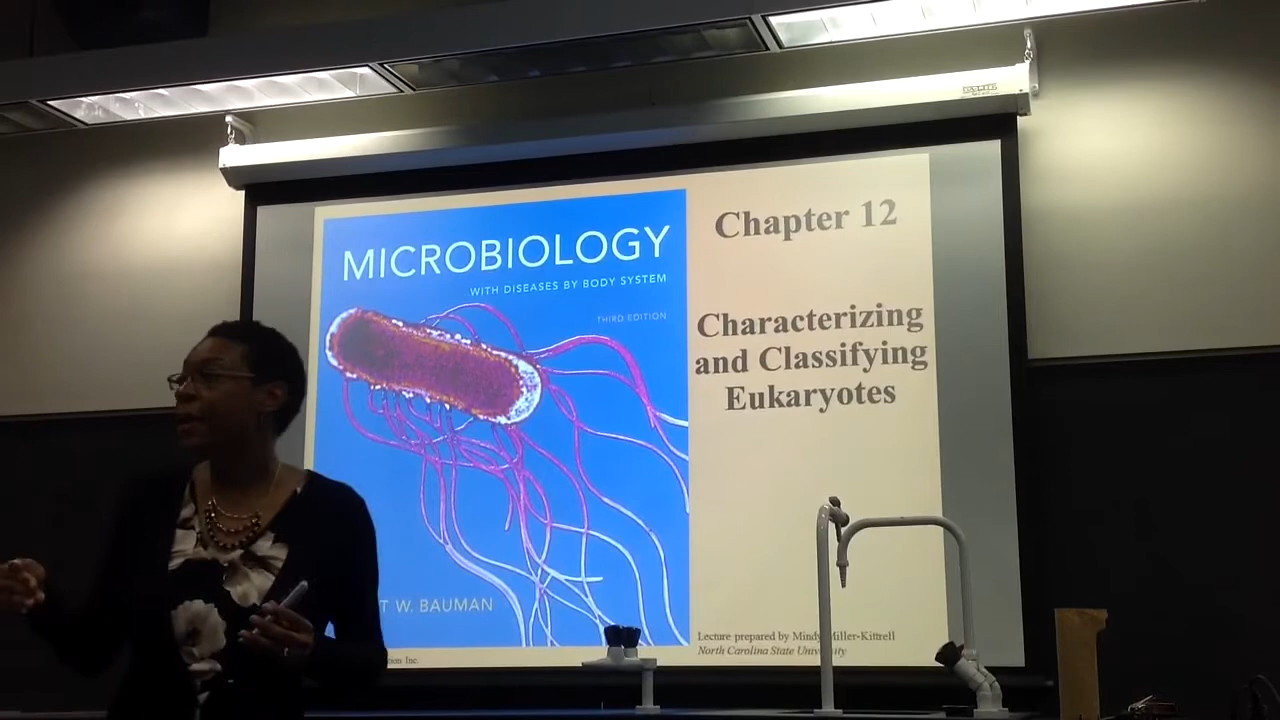 MICROBIOLOGY
WITH DISEASES BY BODY SYSTEM
THIRD EDITION
T W. BAUMAN
Chapter 12
Characterizing
and Classifying
Eukaryotes
Lecture prepared by Mindy Miller-Kittrell
North Carolina State University
Inc.